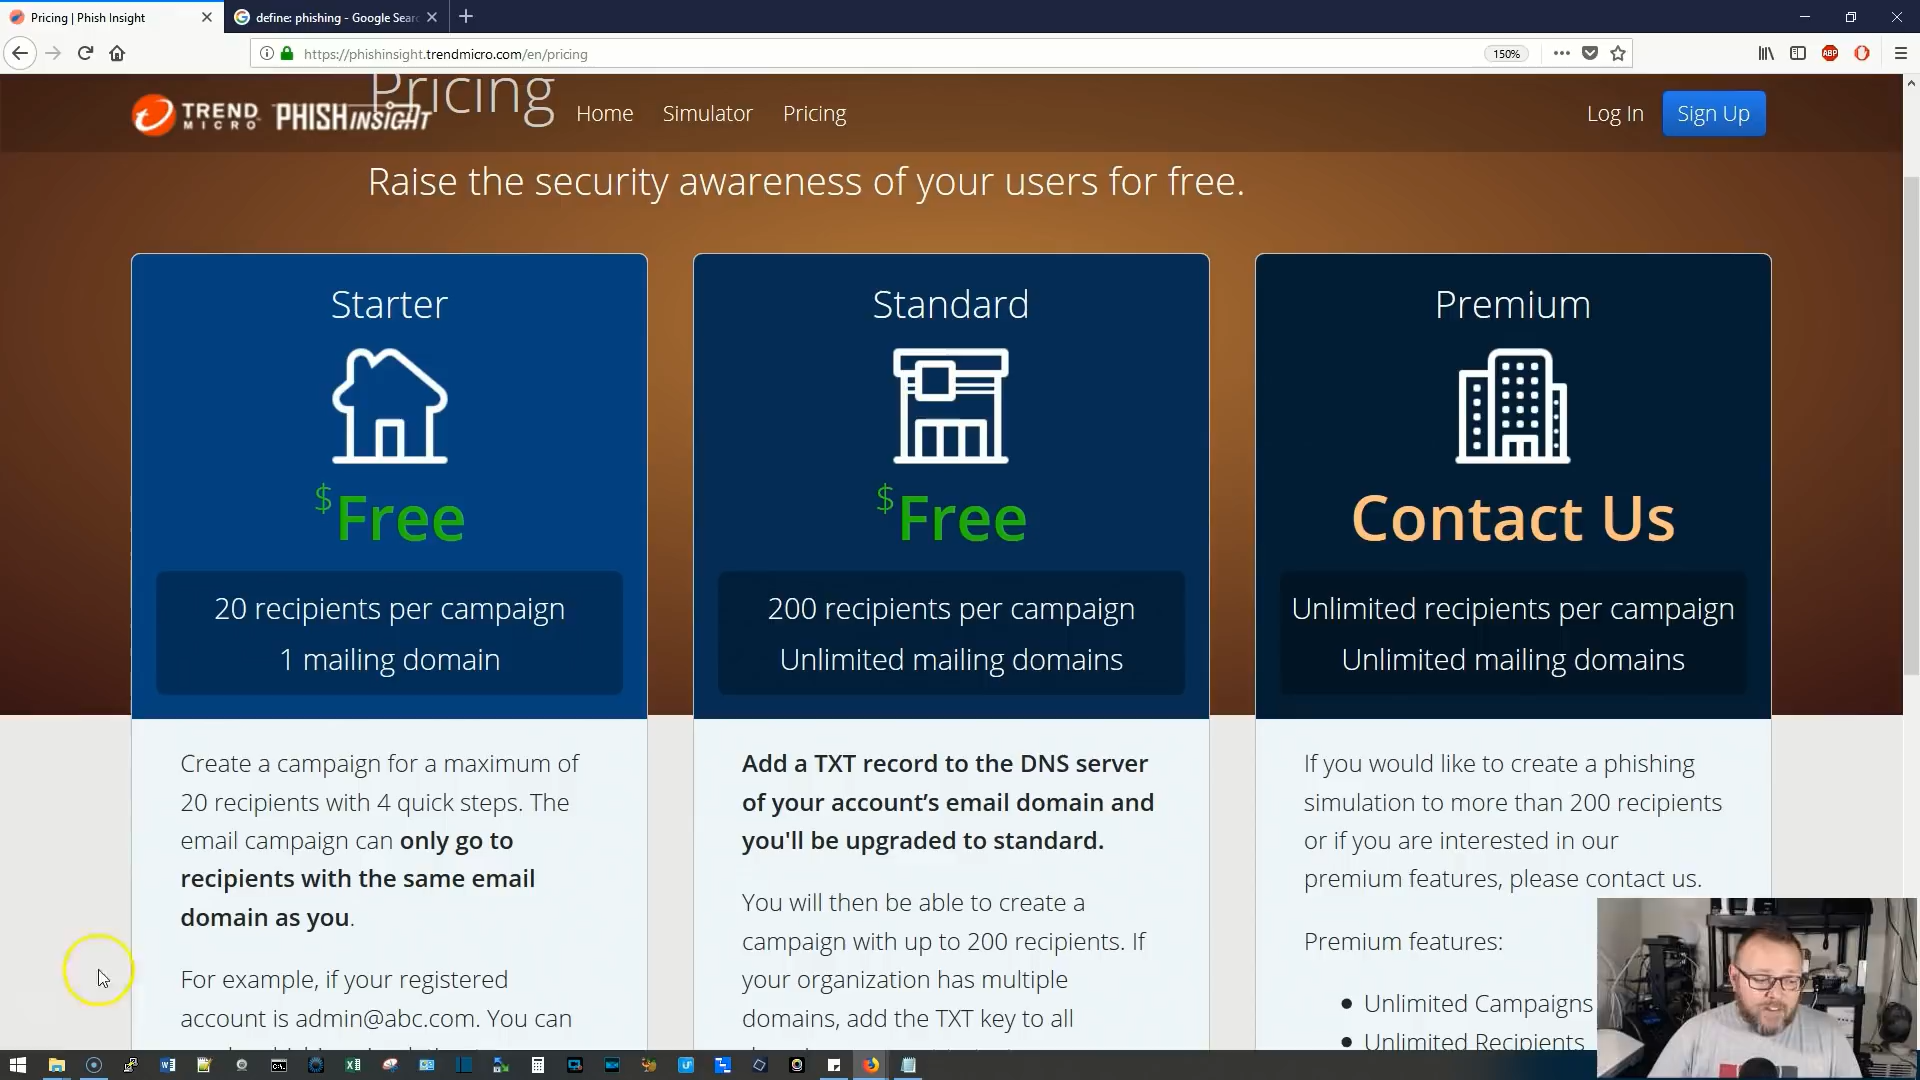 Pricing | Phish Insight
define: phishing - Google Sear
https://phishinsight.trendmicro.com/en/pricing
150%
ABP
Pricing
TREND MICRO PHISH INSIGHT
Home
Simulator
Pricing
Log In
Sign Up
Raise the security awareness of your users for free.
Starter
$Free
20 recipients per campaign
1 mailing domain
Create a campaign for a maximum of
20 recipients with 4 quick steps. The
email campaign can only go to
recipients with the same email
domain as you.
For example, if your registered
account is admin@abc.com. You can
Standard
$Free
200 recipients per campaign
Unlimited mailing domains
Add a TXT record to the DNS server
of your account's email domain and
you'll be upgraded to standard.
You will then be able to create a
campaign with up to 200 recipients. If
your organization has multiple
domains, add the TXT key to all
Premium
Contact Us
Unlimited recipients per campaign
Unlimited mailing domains
If you would like to create a phishing
simulation to more than 200 recipients
or if you are interested in our
premium features, please contact us.
Premium features:
Unlimited Campaigns
Unlimited Recipients